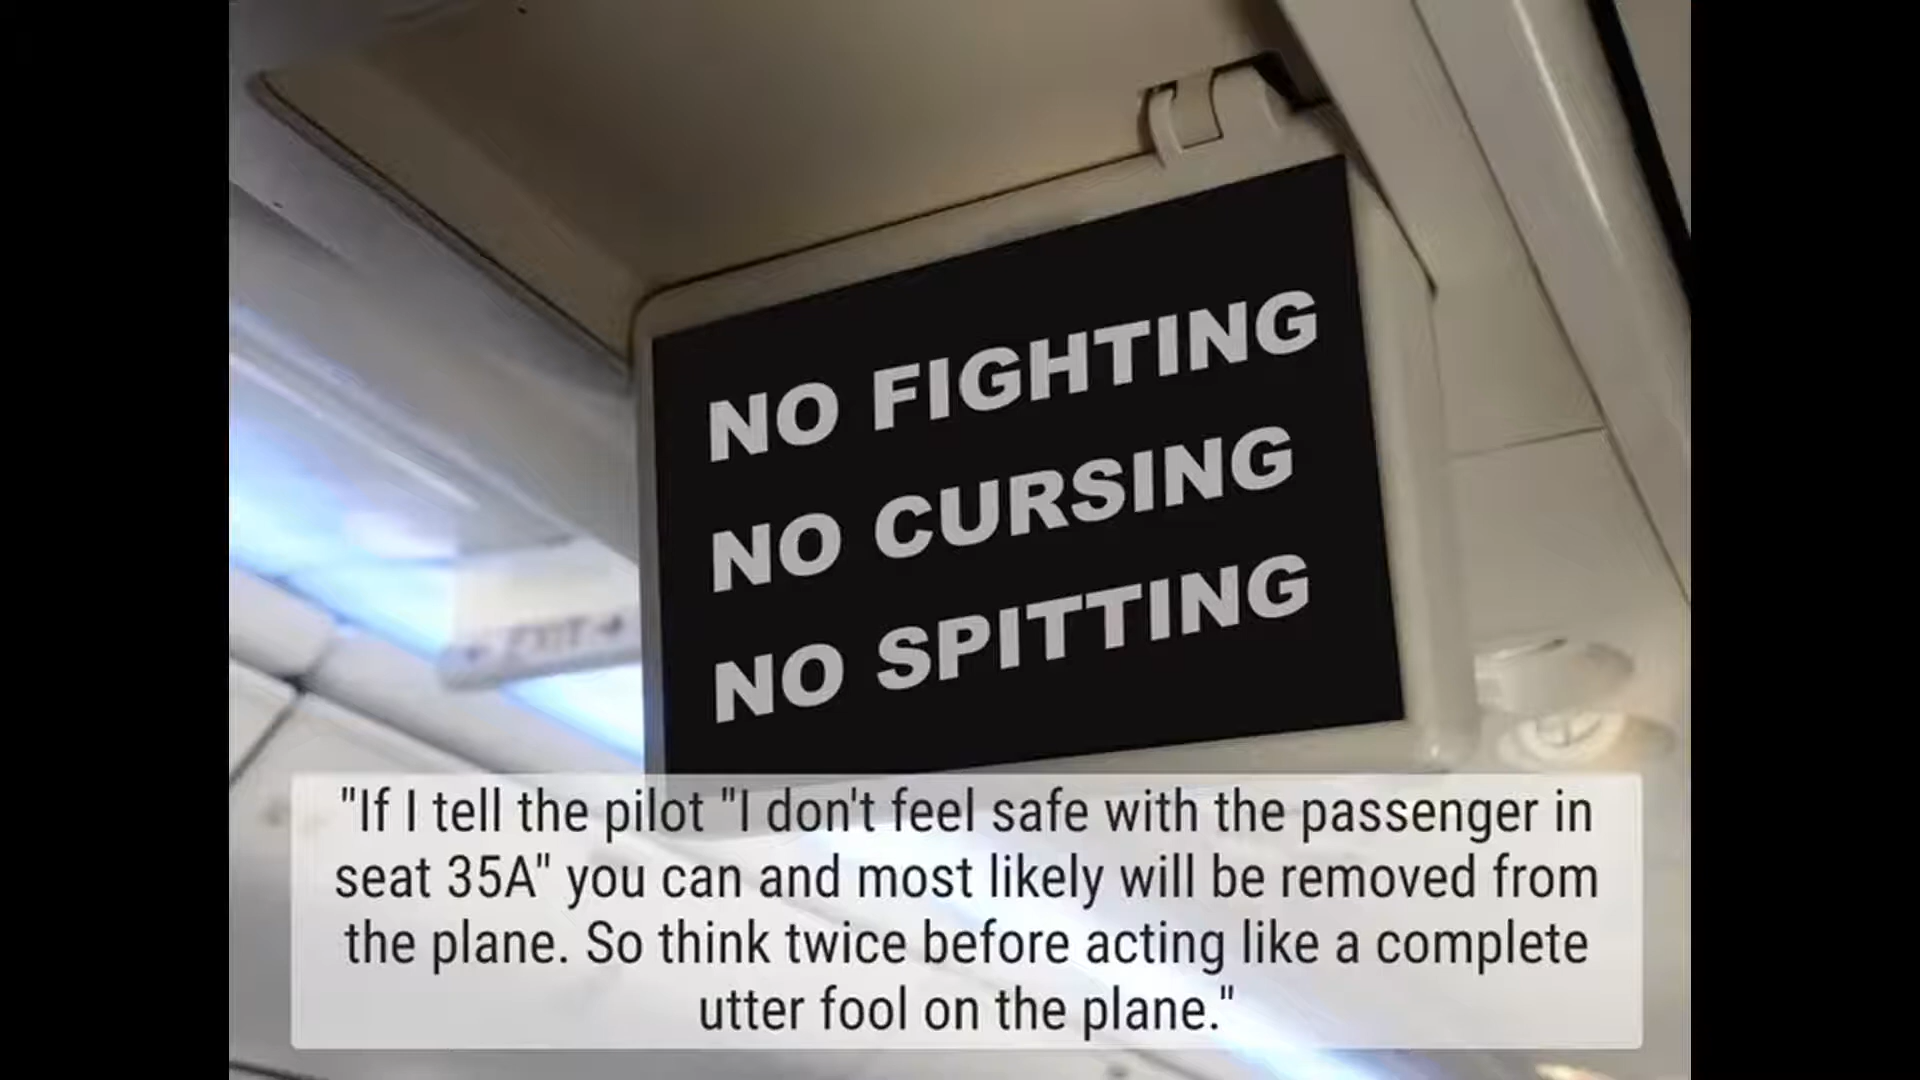 NO FIGHTING
NO CURSING
NO SPITTING
← EXIT →
"If I tell the pilot "I don't feel safe with the passenger in
seat 35A" you can and most likely will be removed from
the plane. So think twice before acting like a complete
utter fool on the plane."